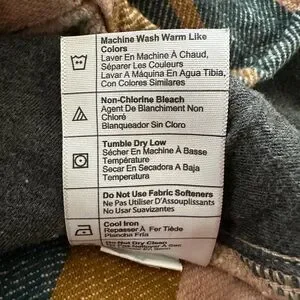 Machine Wash Warm Like
Colors
Laver En Machine À Chaud,
Séparer Les Couleurs
Lavar A Máquina En Agua Tibia,
Con Colores Similares
Non-Chlorine Bleach
Agent De Blanchiment Non
Chloré
Blanqueador Sin Cloro
Tumble Dry Low
Sécher En Machine À Basse
Température
Secar En Secadora A Baja
Temperatura
Do Not Use Fabric Softeners
Ne Pas Utiliser D'Assouplissants
No Usar Suavizantes
Cool Iron
Repasser À Fer Tiède
Plancha Fría
Do Not Dry Clean